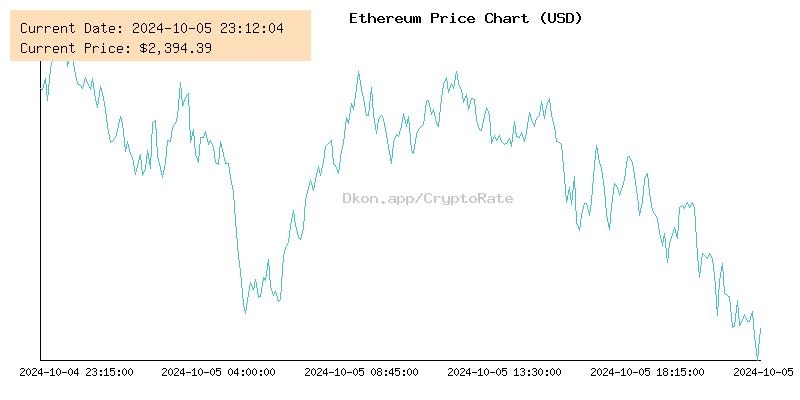 Ethereum Price Chart (USD)
Current Date: 2024-10-05 23:12:04
Current Price: $2,394.39
Dkon.app/CryptoRate
2024-10-04 23:15:00 2024-10-05 04:00:00 2024-10-05 08:45:00 2024-10-05 13:30:00 2024-10-05 18:15:00 2024-10-05